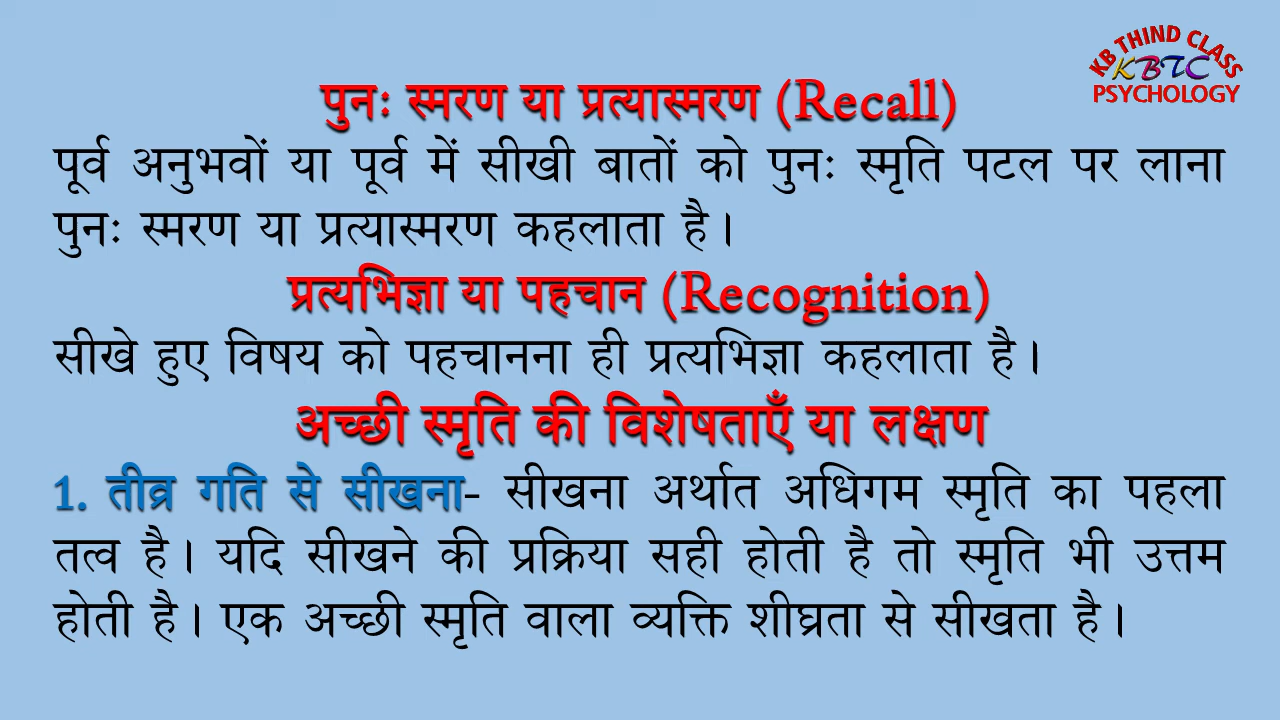 KB THIND CLASS
KBTC
PSYCHOLOGY
पुनः स्मरण या प्रत्यास्मरण (Recall)
पूर्व अनुभवों या पूर्व में सीखी बातों को पुनः स्मृति पटल पर लाना
पुनः स्मरण या प्रत्यास्मरण कहलाता है।
प्रत्यभिज्ञा या पहचान (Recognition)
सीखे हुए विषय को पहचानना ही प्रत्यभिज्ञा कहलाता है।
अच्छी स्मृति की विशेषताएँ या लक्षण
1. तीव्र गति से सीखना- सीखना अर्थात अधिगम स्मृति का पहला
तत्व है। यदि सीखने की प्रक्रिया सही होती है तो स्मृति भी उत्तम
होती है। एक अच्छी स्मृति वाला व्यक्ति शीघ्रता से सीखता है।